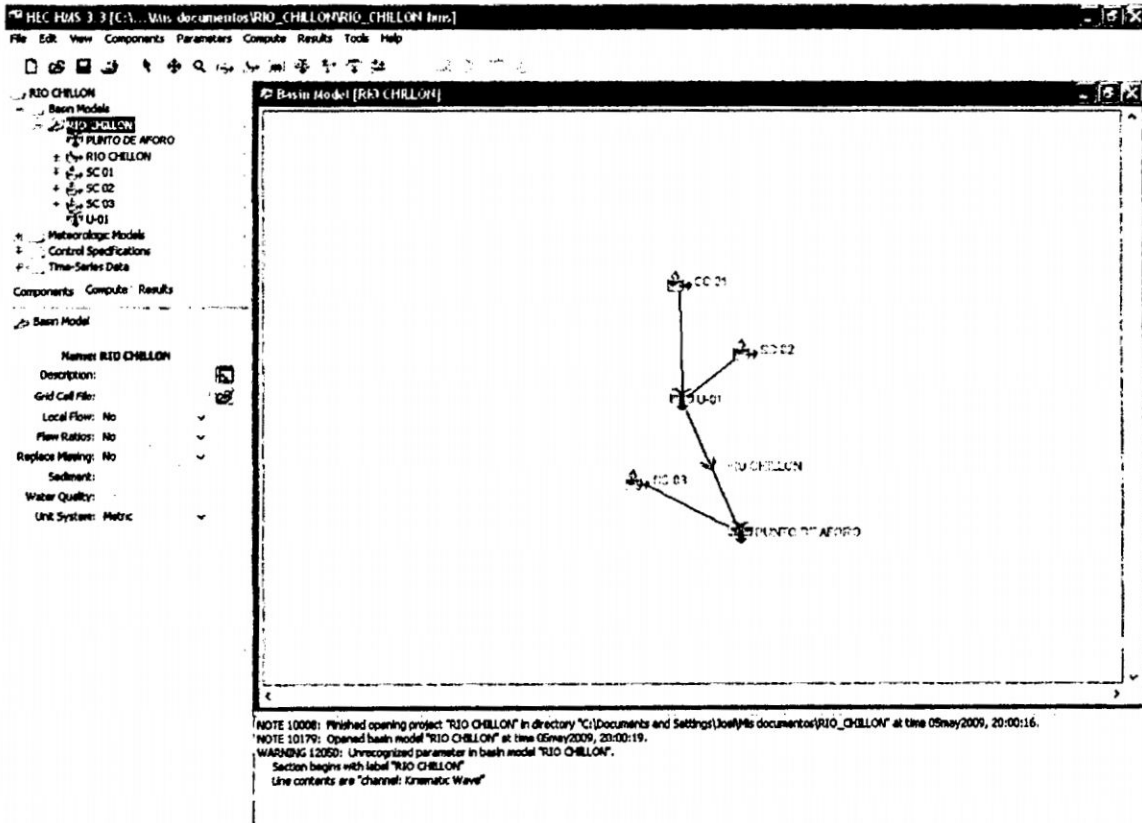 HEC HMS 3.3 [C:\...\Mis documentos\RIO_CHILLON\RIO_CHILLON.hms]
File Edit View Components Parameters Compute Results Tools Help
RIO CHILLON
Basin Models
RIO CHILLON
PUNTO DE AFORO
RIO CHILLON
SC 01
SC 02
SC 03
U-01
Meteorologic Models
Control Specifications
Time-Series Data
Components Compute Results
Basin Model
Name: RIO CHILLON
Description:
Grid Cell File:
Local Flow: No
Flow Ratios: No
Replace Missing: No
Sediment:
Water Quality:
Unit System: Metric
Basin Model [RIO CHILLON]
SC 01
SC 02
U-01
RIO CHILLON
SC 03
PUNTO DE AFORO
NOTE 10008: Finished opening project "RIO CHILLON" in directory "C:\Documents and Settings\Joel\Mis documentos\RIO_CHILLON" at time 05may2009, 20:00:16.
NOTE 10179: Opened basin model "RIO CHILLON" at time 05may2009, 20:00:19.
WARNING 12050: Unrecognized parameter in basin model "RIO CHILLON".
Section begins with label "RIO CHILLON"
Line contents are "channel: Kinematic Wave"